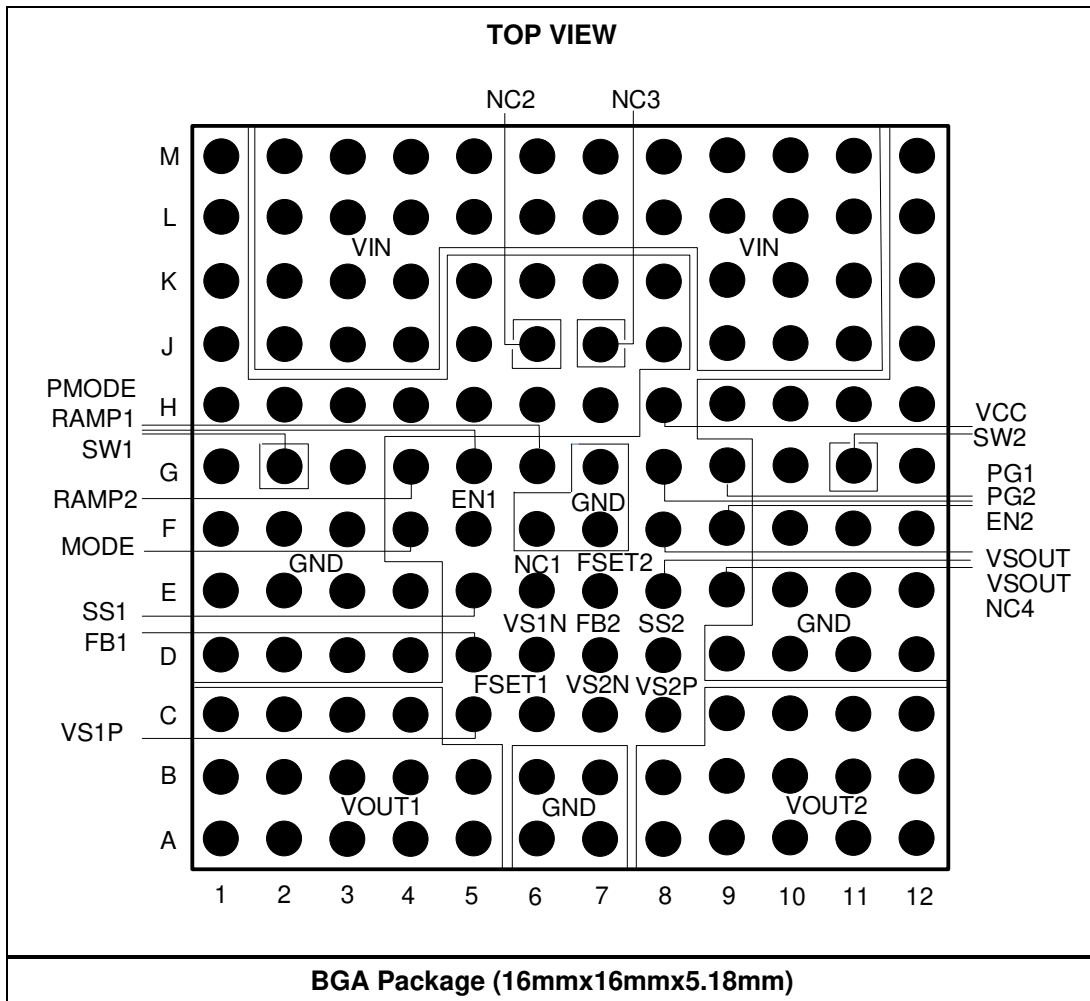 TOP VIEW
NC2 NC3
M
L
VIN VIN
K
J
PMODE
H
RAMP1
VCC
SW1
SW2
G
PG1
RAMP2
EN1 GND
PG2
F
EN2
MODE
GND
NC1 FSET2
VSOUT
E
VSOUT
SS1
NC4
VS1N FB2 SS2
GND
FB1
D
FSET1 VS2N VS2P
C
VS1P
B
VOUT1 GND VOUT2
A
1 2 3 4 5 6 7 8 9 10 11 12
BGA Package (16mmx16mmx5.18mm)